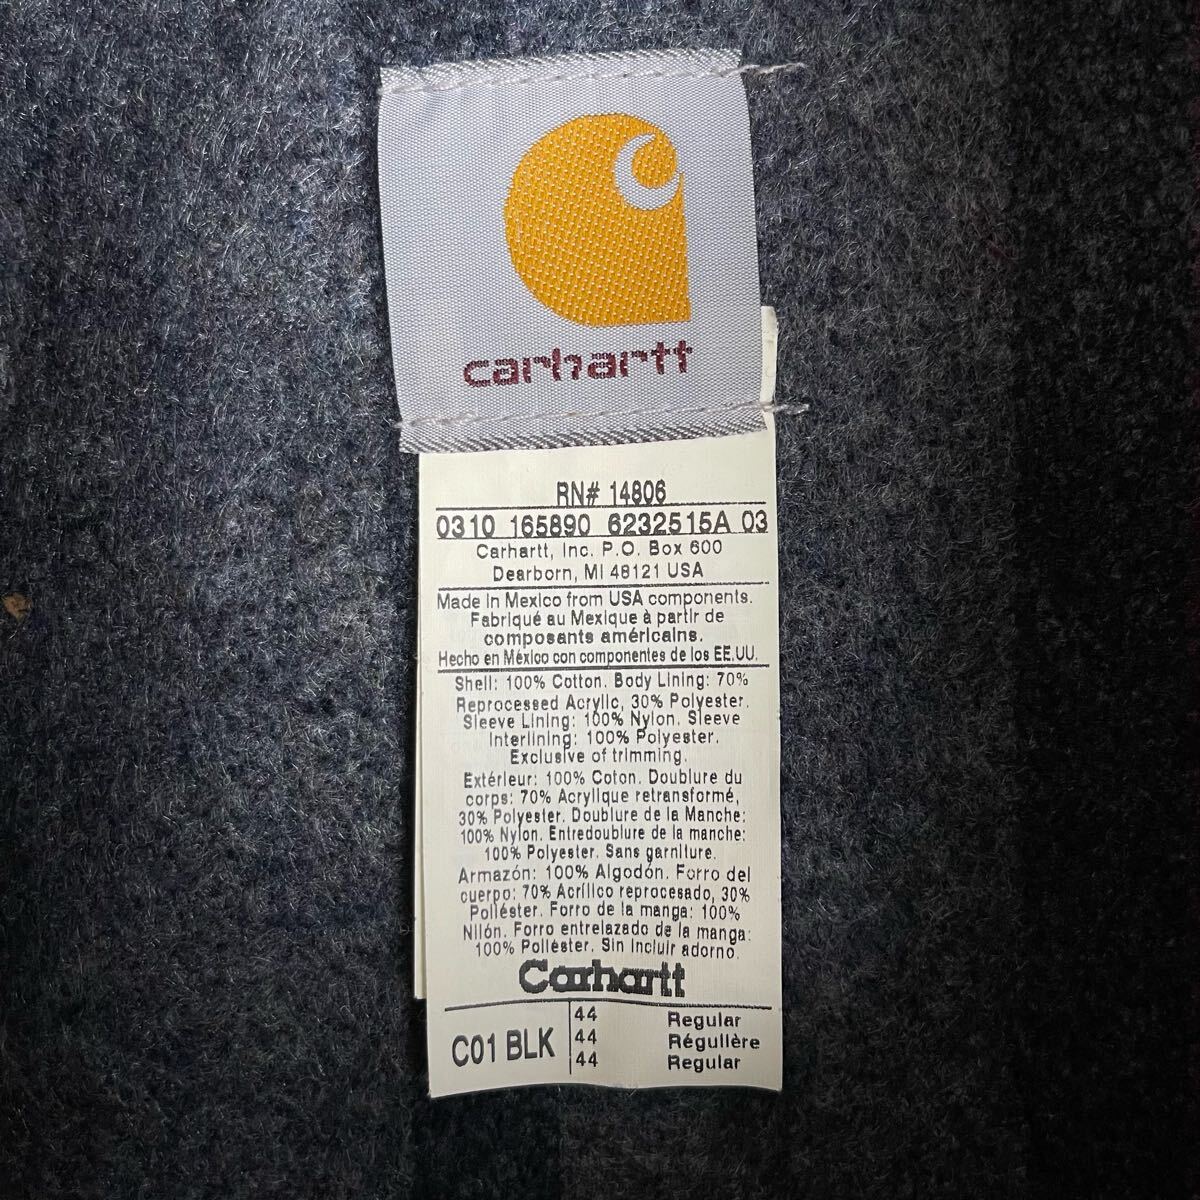 carhartt
RN# 14806
0310 165890 6232515A 03
Carhartt, Inc. P.O. Box 600
Dearborn, MI 48121 USA
Made in Mexico from USA components.
Fabriqué au Mexique à partir de
composants américains.
Hecho en México con componentes de los EE.UU.
Shell: 100% Cotton. Body Lining: 70%
Reprocessed Acrylic, 30% Polyester.
Sleeve Lining: 100% Nylon. Sleeve
Interlining: 100% Polyester.
Exclusive of trimming.
Extérieur: 100% Coton. Doublure du
corps: 70% Acrylique retransformé,
30% Polyester. Doublure de la Manche:
100% Nylon. Entredoublure de la manche:
100% Polyester. Sans garniture.
Armazón: 100% Algodón. Forro del
cuerpo: 70% Acrílico reprocesado, 30%
Poliéster. Forro de la manga: 100%
Nilón. Forro entrelazado de la manga:
100% Poliéster. Sin incluir adorno.
Carhartt
C01 BLK
44 Regular
44 Régulière
44 Regular